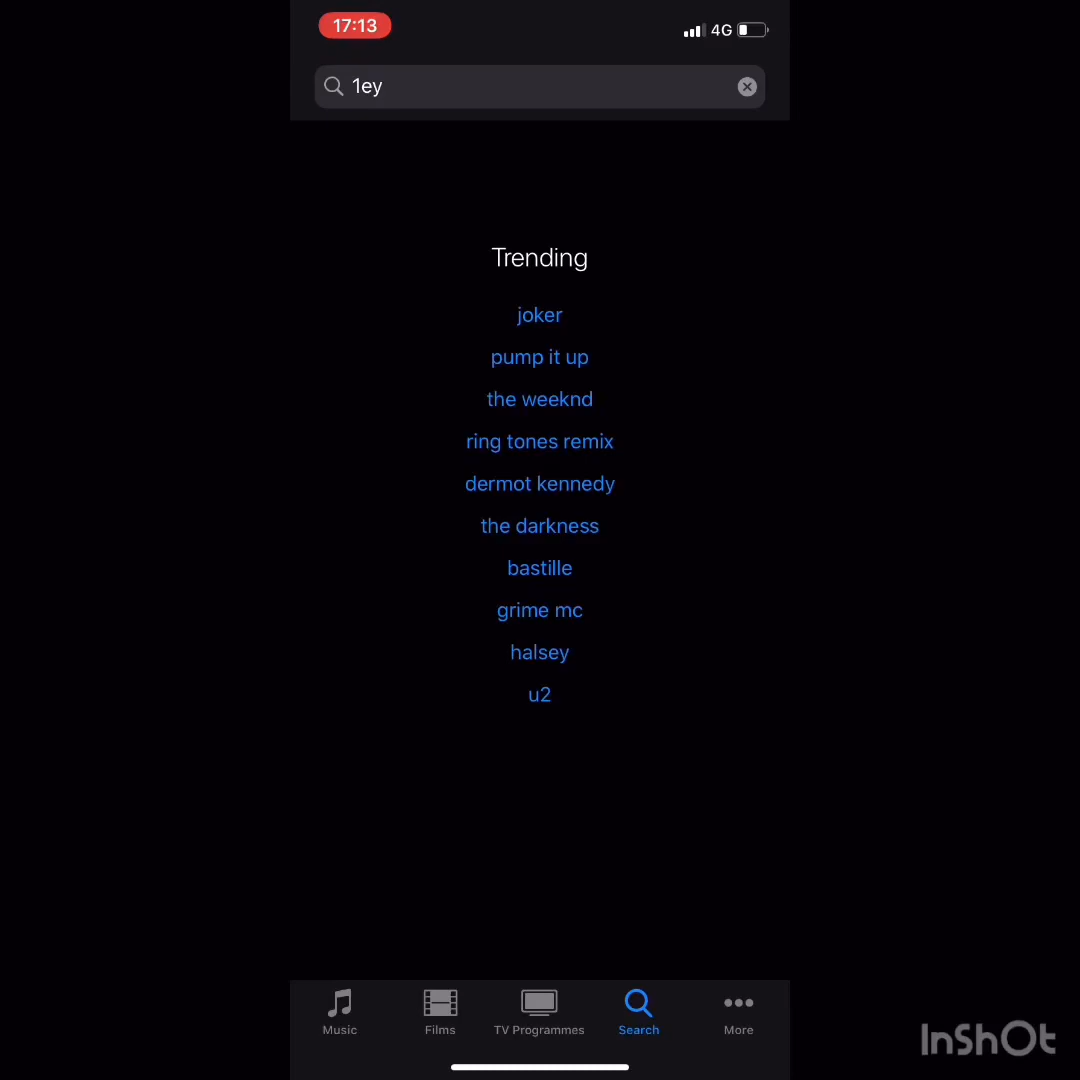 17:13
4G
1ey
Trending
joker
pump it up
the weeknd
ring tones remix
dermot kennedy
the darkness
bastille
grime mc
halsey
u2
Music
Films
TV Programmes
Search
More
InShOt